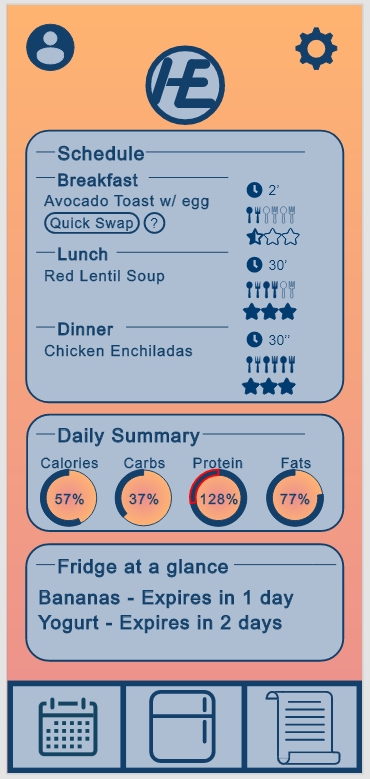 HE
Schedule
Breakfast
2'
Avocado Toast w/ egg
Quick Swap ?
Lunch
30'
Red Lentil Soup
Dinner
30''
Chicken Enchiladas
Daily Summary
Calories Carbs Protein Fats
57% 37% 128% 77%
Fridge at a glance
Bananas - Expires in 1 day
Yogurt - Expires in 2 days